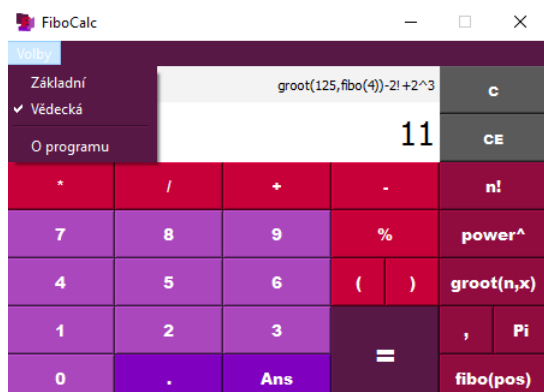 FiboCalc
Volby
Základní
Vědecká
O programu
groot(125,fibo(4))-2!+2^3
11
C
CE
* / + - n!
7 8 9 % power^
4 5 6 ( ) groot(n,x)
1 2 3 = , Pi
0 . Ans fibo(pos)